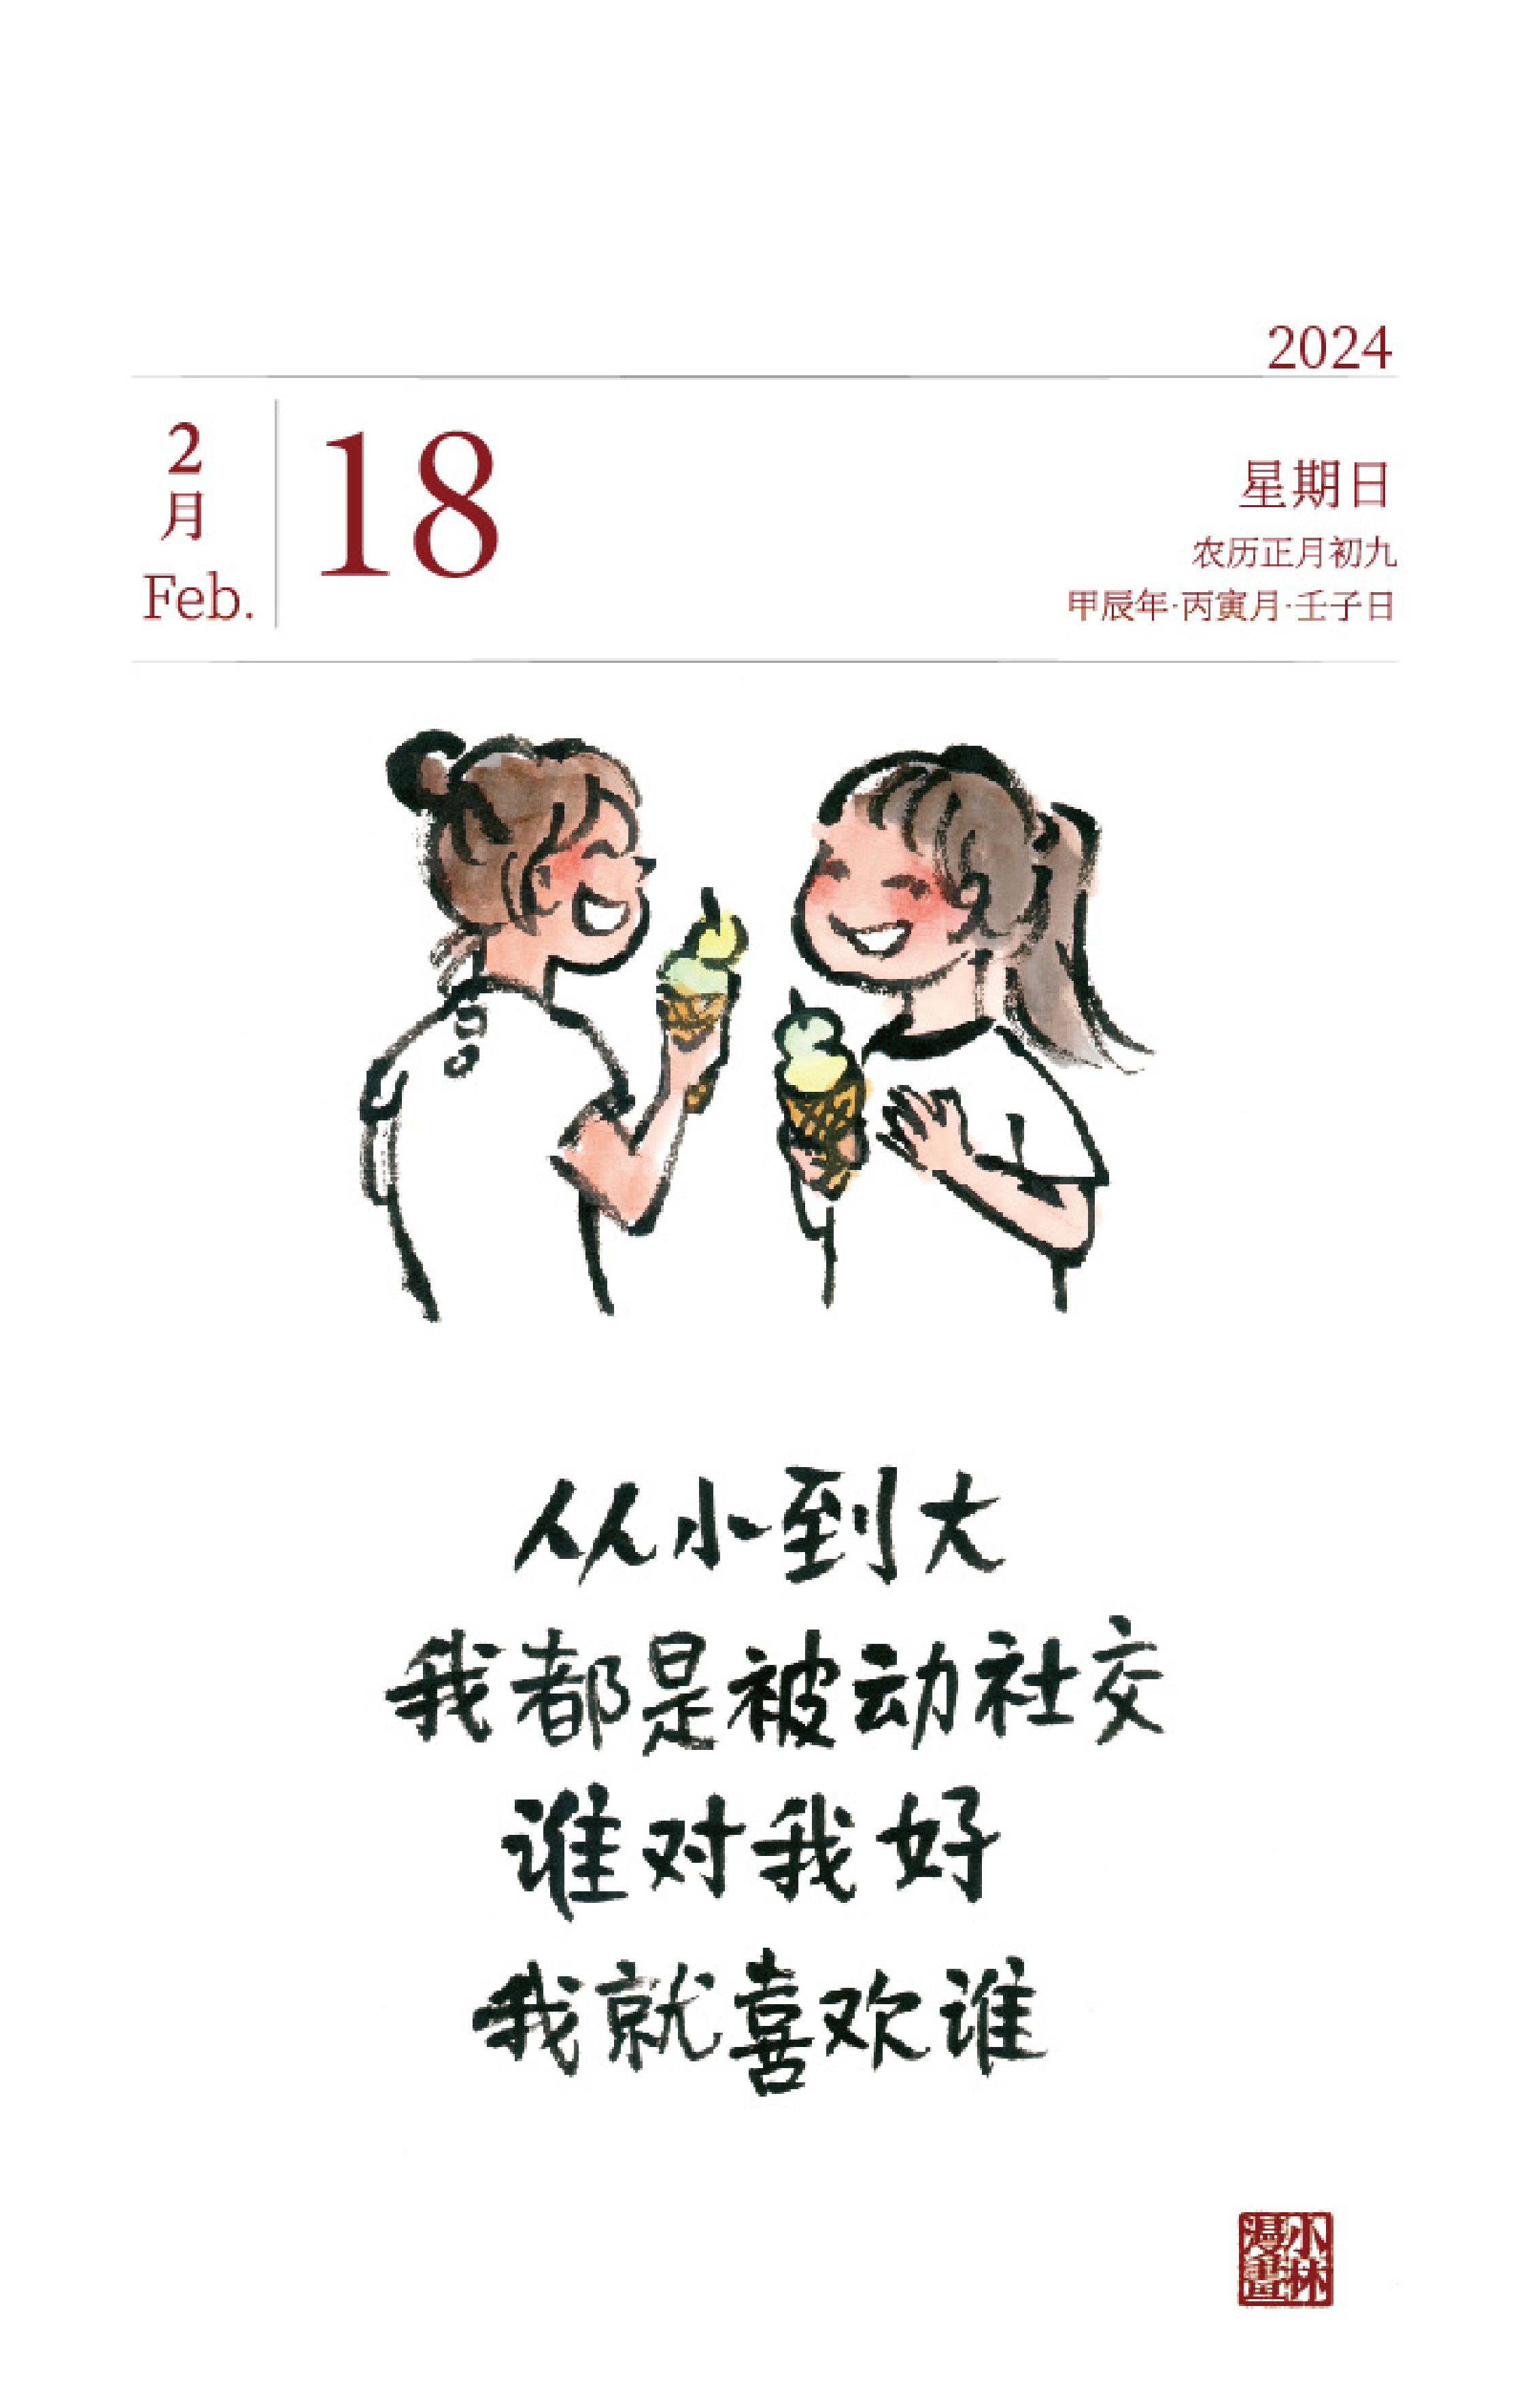 2024
2
月
Feb.
18
星期日
农历正月初九
甲辰年·丙寅月·壬子日
从小到大
我都是被动社交
谁对我好
我就喜欢谁
小林
漫畫